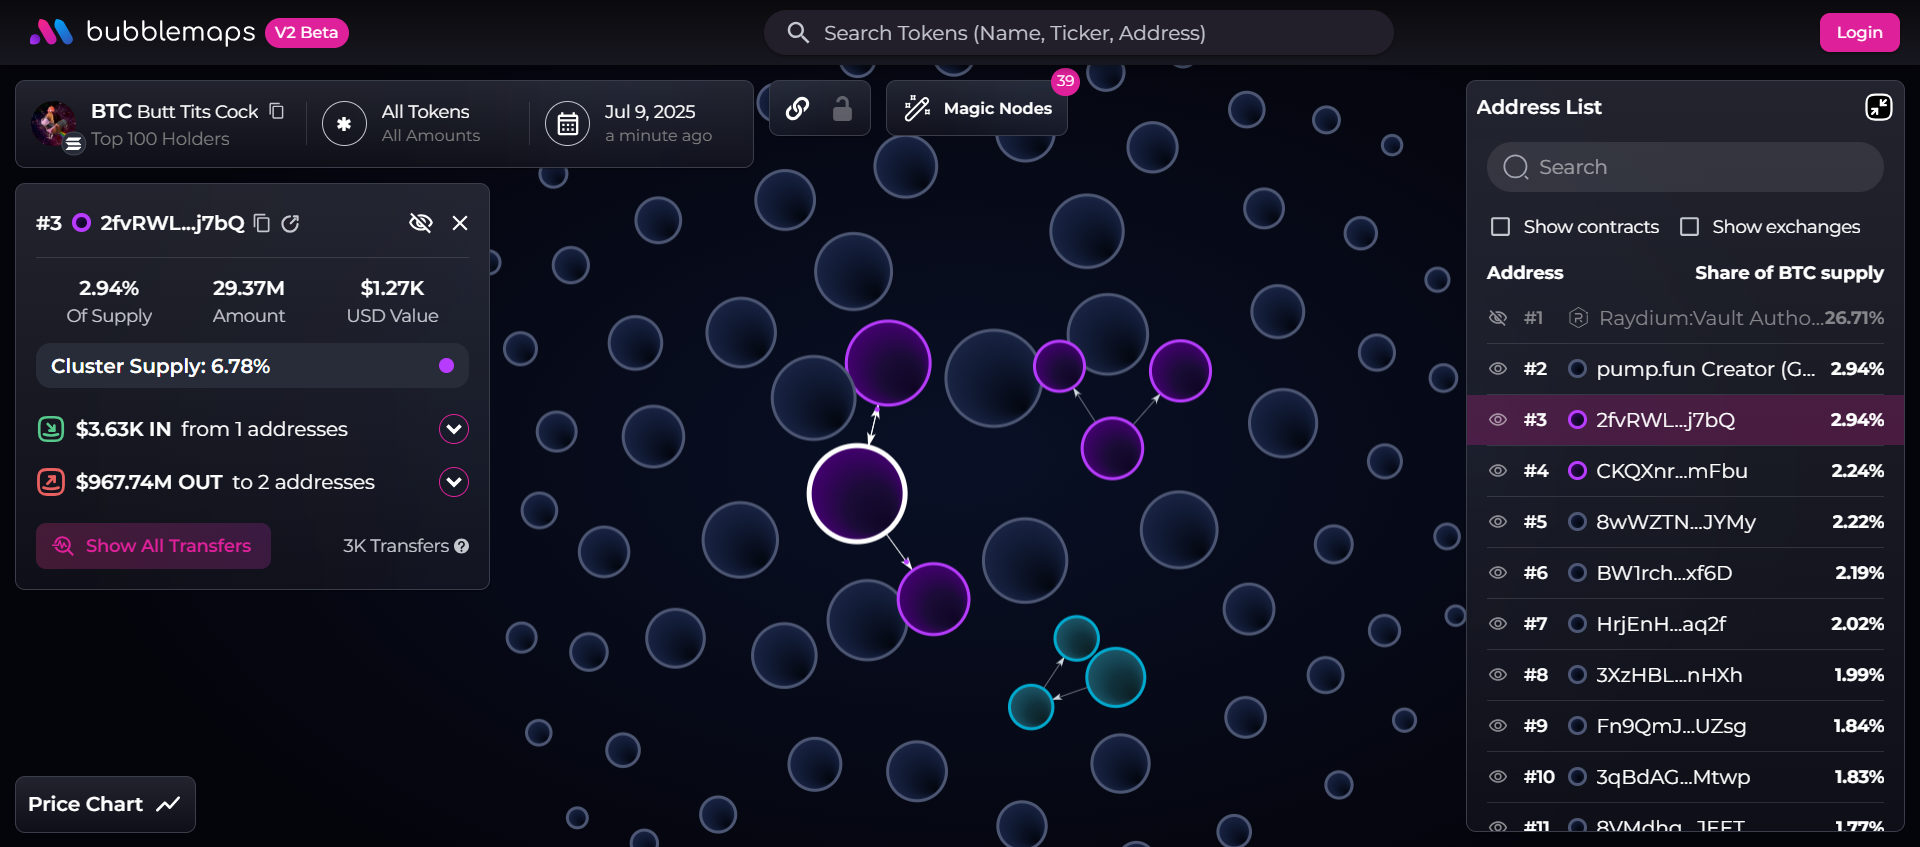 bubblemaps V2 Beta
Search Tokens (Name, Ticker, Address)
Login
BTC Butt Tits Cock
Top 100 Holders
All Tokens
All Amounts
Jul 9, 2025
a minute ago
Magic Nodes
39
#3 2fvRWL...j7bQ
2.94%
Of Supply
29.37M
Amount
$1.27K
USD Value
Cluster Supply: 6.78%
$3.63K IN from 1 addresses
$967.74M OUT to 2 addresses
Show All Transfers
3K Transfers
Price Chart
Address List
Search
Show contracts
Show exchanges
Address Share of BTC supply
#1 Raydium:Vault Autho... 26.71%
#2 pump.fun Creator (G... 2.94%
#3 2fvRWL...j7bQ 2.94%
#4 CKQXnr...mFbu 2.24%
#5 8wWZTN...JYMy 2.22%
#6 BW1rch...xf6D 2.19%
#7 HrjEnH...aq2f 2.02%
#8 3XzHBL...nHXh 1.99%
#9 Fn9QmJ...UZsg 1.84%
#10 3qBdAG...Mtwp 1.83%
#11 1.77%